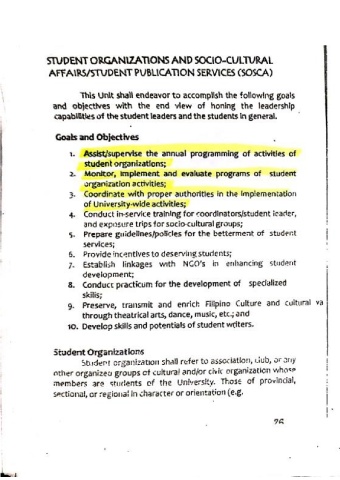 STUDENT ORGANIZATIONS AND SOCIO-CULTURAL
AFFAIRS/STUDENT PUBLICATION SERVICES (SOSCA)
This Unit shall endeavor to accomplish the following goals
and objectives with the end view of honing the leadership
capabilities of the student leaders and the students in general.
Goals and Objectives
1. Assist/supervise the annual programming of activities of
student organizations;
2. Monitor, implement and evaluate programs of student
organization activities;
3. Coordinate with proper authorities in the implementation
of University-wide activities;
4. Conduct in-service training for coordinators/student leader,
and exposure trips for socio-cultural groups;
5. Prepare guidelines/policies for the betterment of student
services;
6. Provide incentives to deserving students;
7. Establish linkages with NGO's in enhancing student
development;
8. Conduct practicum for the development of specialized
skills;
9. Preserve, transmit and enrich Filipino Culture and cultural va
through theatrical arts, dance, music, etc.; and
10. Develop skills and potentials of student writers.
Student Organizations
Student organization shall refer to association, club, or any
other organized groups of cultural and/or civic organization whose
members are students of the University. Those of provincial,
sectional, or regional in character or orientation (e.g.
26